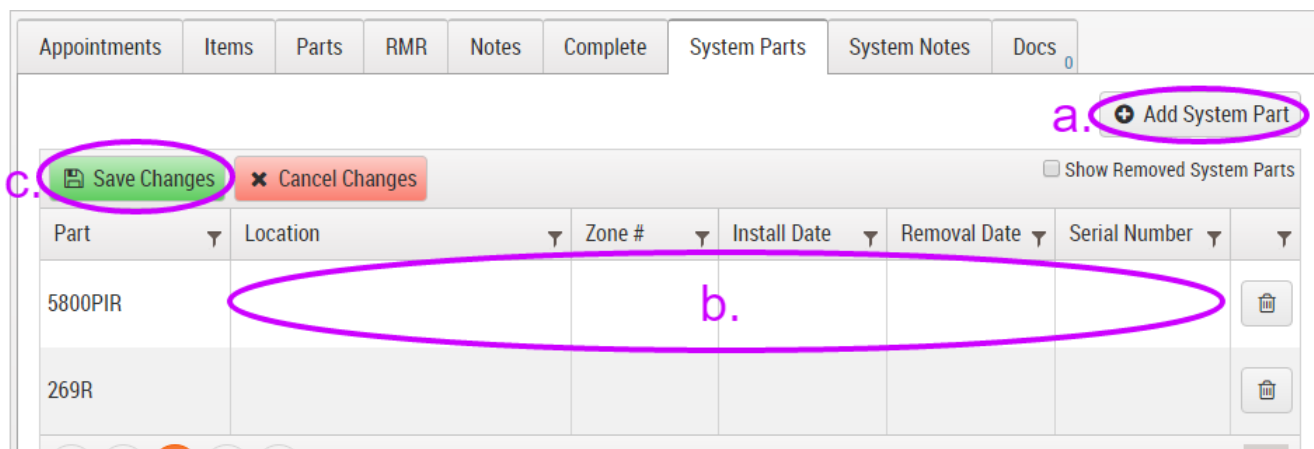 Appointments Items Parts RMR Notes Complete System Parts System Notes Docs 0
a. Add System Part
c. Save Changes Cancel Changes Show Removed System Parts
Part Location Zone # Install Date Removal Date Serial Number
5800PIR b.
269R